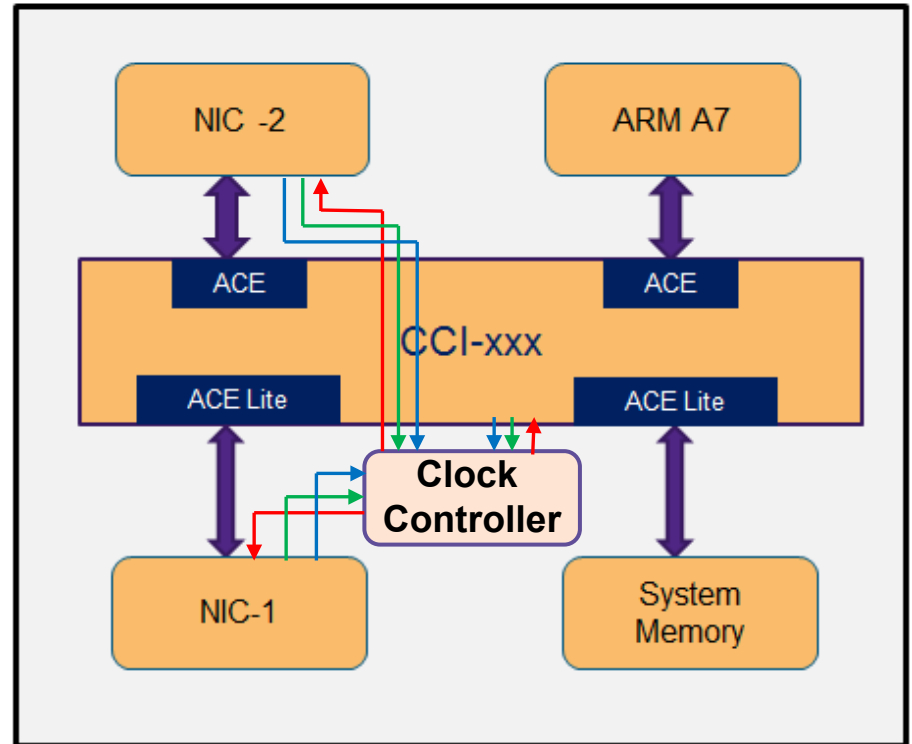 NIC -2
ARM A7
ACE
ACE
CCI-xxx
ACE Lite
ACE Lite
Clock
Controller
NIC-1
System
Memory